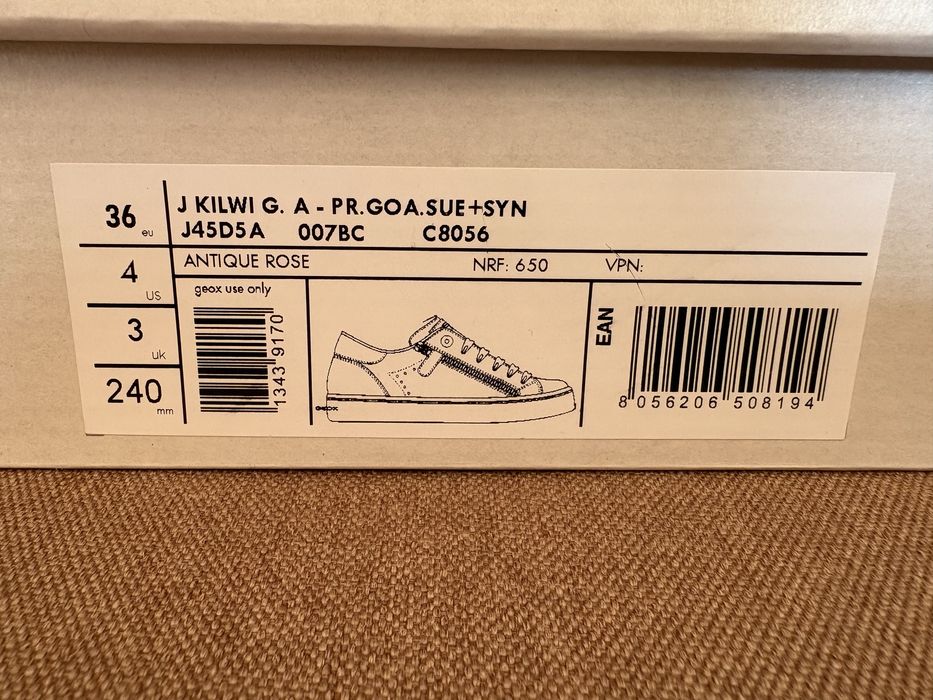 36 eu
4 US
3 uk
240 mm
J KILWI G. A - PR.GOA.SUE+SYN
J45D5A 007BC C8056
ANTIQUE ROSE NRF: 650 VPN:
geox use only
1343 9170
GEOX
EAN
8 056206 508194